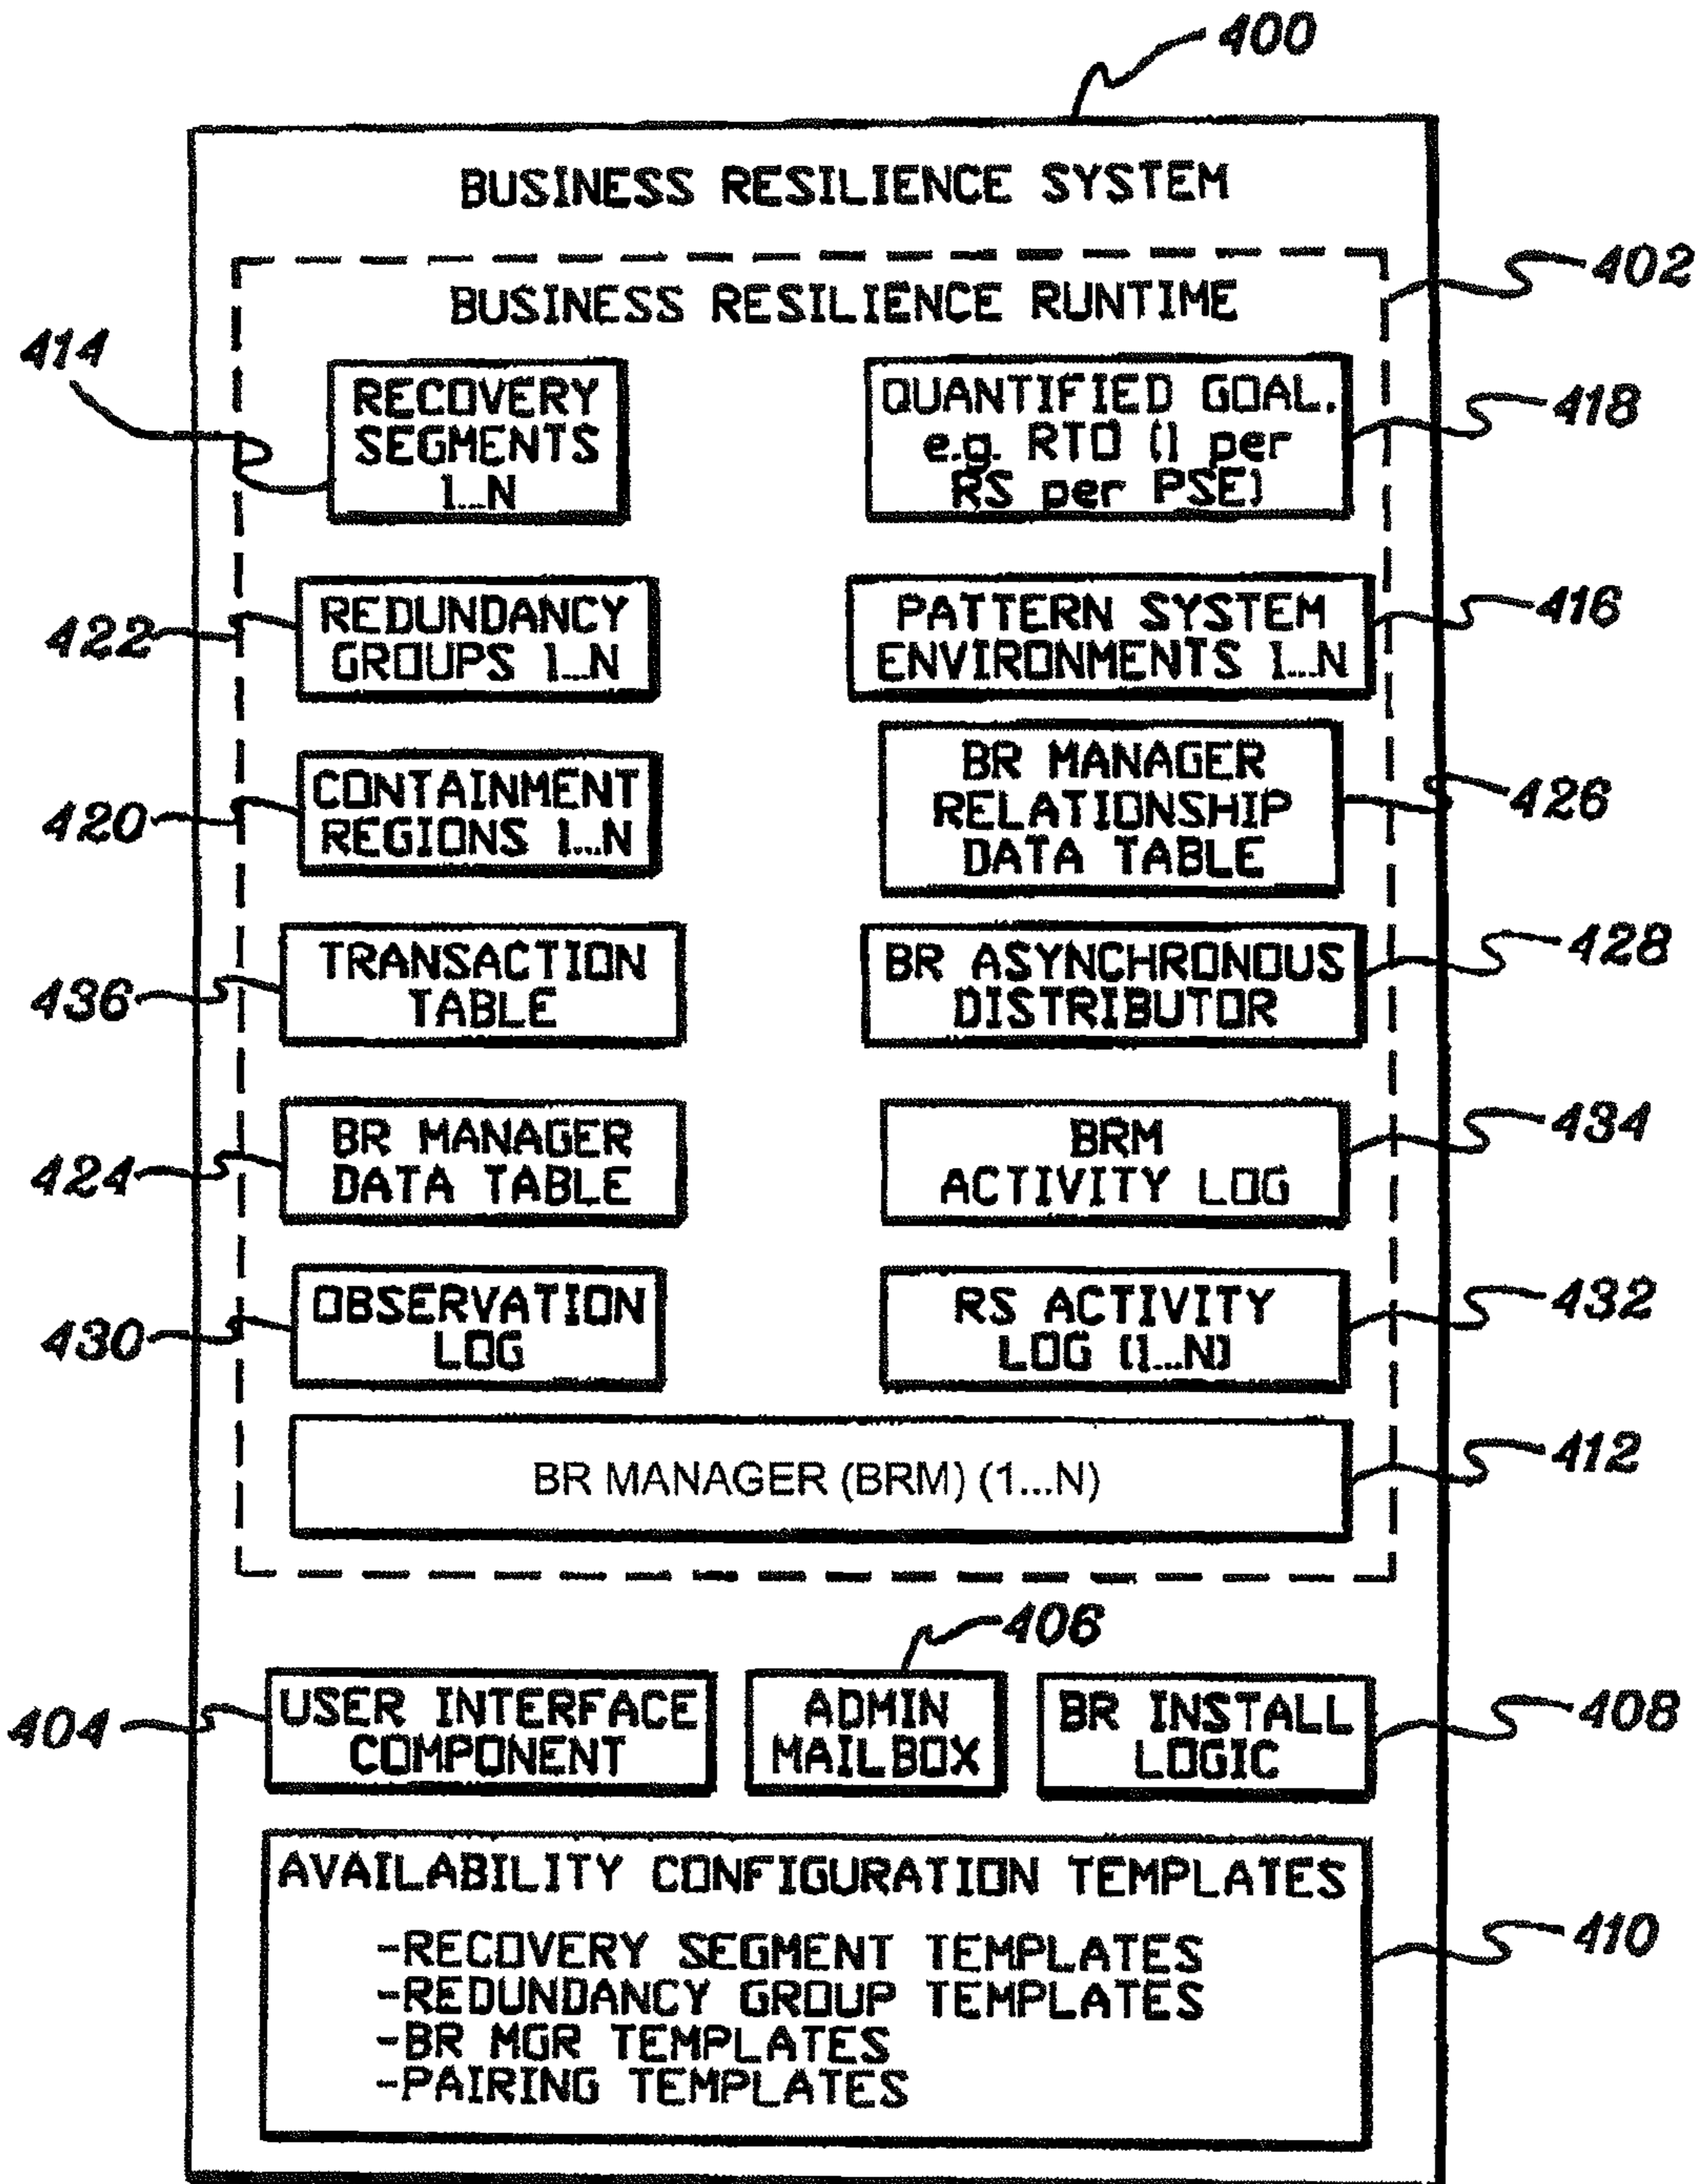 400
BUSINESS RESILIENCE SYSTEM
402
BUSINESS RESILIENCE RUNTIME
414
RECOVERY
SEGMENTS
1...N
QUANTIFIED GOAL,
e.g. RTO (1 per
RS per PSE)
418
422
REDUNDANCY
GROUPS 1...N
PATTERN SYSTEM
ENVIRONMENTS 1...N
416
420
CONTAINMENT
REGIONS 1...N
BR MANAGER
RELATIONSHIP
DATA TABLE
426
436
TRANSACTION
TABLE
BR ASYNCHRONOUS
DISTRIBUTOR
428
424
BR MANAGER
DATA TABLE
BRM
ACTIVITY LOG
434
430
OBSERVATION
LOG
RS ACTIVITY
LOG (1...N)
432
BR MANAGER (BRM) (1...N)
412
406
404
USER INTERFACE
COMPONENT
ADMIN
MAILBOX
BR INSTALL
LOGIC
408
AVAILABILITY CONFIGURATION TEMPLATES
-RECOVERY SEGMENT TEMPLATES
-REDUNDANCY GROUP TEMPLATES
-BR MGR TEMPLATES
-PAIRING TEMPLATES
410